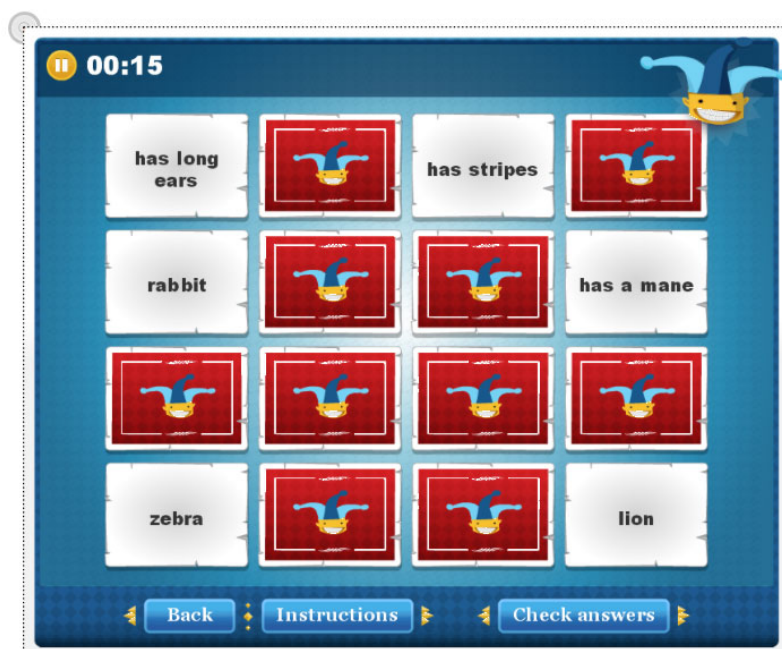 00:15
has long
ears
has stripes
rabbit
has a mane
zebra
lion
Back
Instructions
Check answers